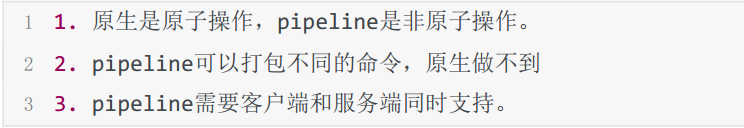 1 1. 原生是原子操作，pipeline是非原子操作。
2 2. pipeline可以打包不同的命令，原生做不到
3 3. pipeline需要客户端和服务端同时支持。